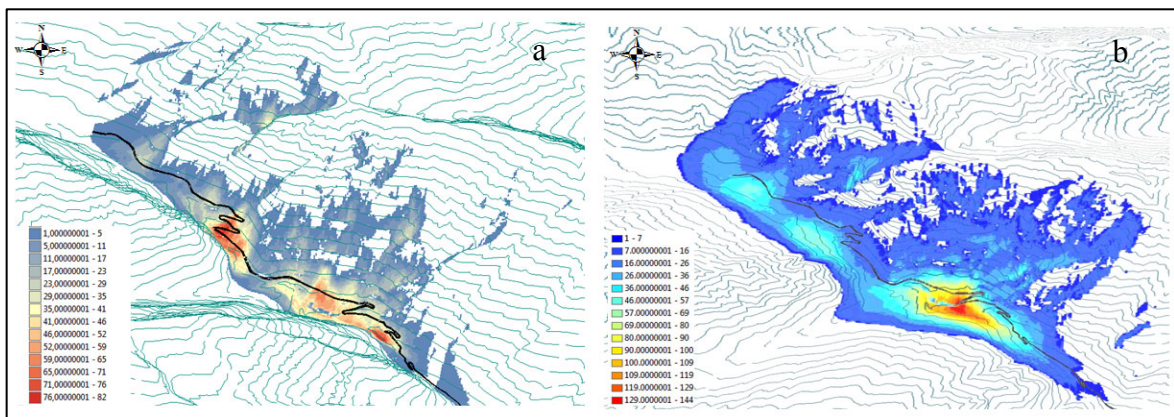 N
W E
S
a
1,000000001 - 5
5,00000001 - 11
11,00000001 - 17
17,00000001 - 23
23,00000001 - 29
29,00000001 - 35
35,00000001 - 41
41,00000001 - 46
46,00000001 - 52
52,00000001 - 59
59,00000001 - 65
65,00000001 - 71
71,00000001 - 76
76,00000001 - 82
N
W E
S
b
1 - 7
7.000000001 - 16
16.00000001 - 26
26.00000001 - 36
36.00000001 - 46
46.00000001 - 57
57.00000001 - 69
69.00000001 - 80
80.00000001 - 90
90.00000001 - 100
100.0000001 - 109
109.0000001 - 119
119.0000001 - 129
129.0000001 - 144